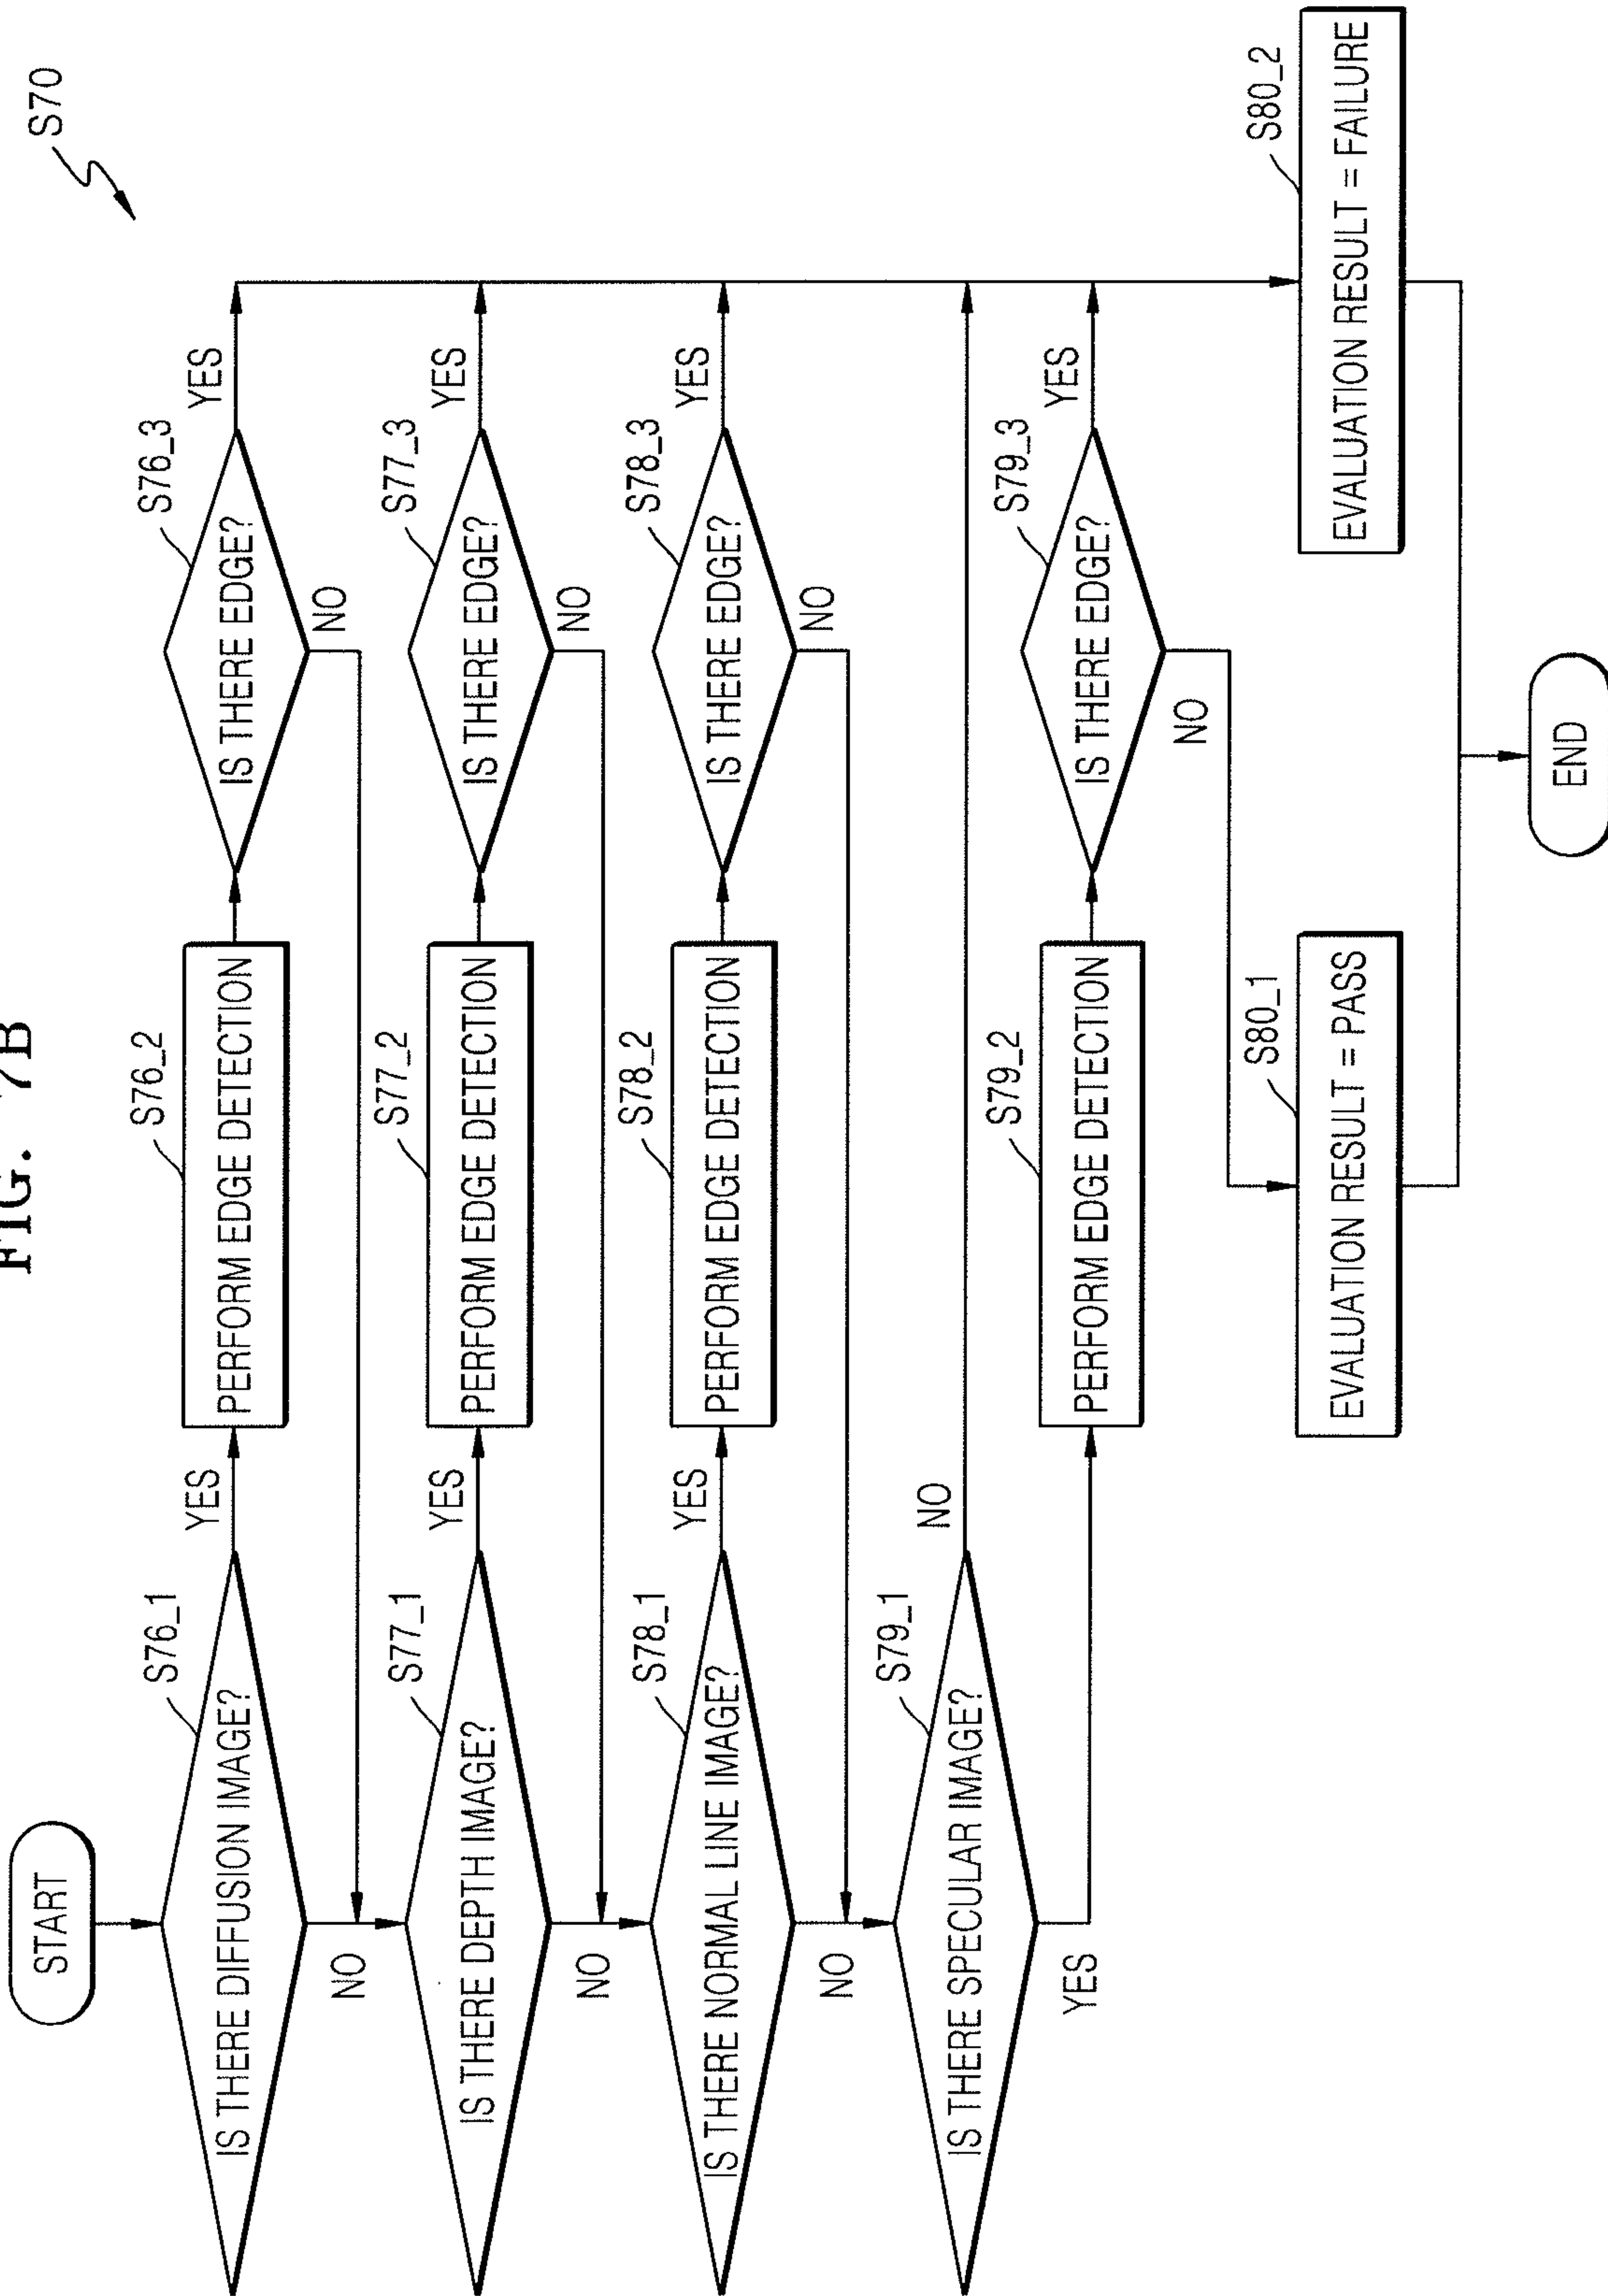 FIG. 7B
S70
START
S76_1
IS THERE DIFFUSION IMAGE?
YES
S76_2
PERFORM EDGE DETECTION
S76_3
IS THERE EDGE?
YES
NO
NO
S77_1
IS THERE DEPTH IMAGE?
YES
S77_2
PERFORM EDGE DETECTION
S77_3
IS THERE EDGE?
YES
NO
NO
S78_1
IS THERE NORMAL LINE IMAGE?
YES
S78_2
PERFORM EDGE DETECTION
S78_3
IS THERE EDGE?
YES
NO
NO
S79_1
IS THERE SPECULAR IMAGE?
NO
YES
S79_2
PERFORM EDGE DETECTION
S79_3
IS THERE EDGE?
YES
NO
S80_1
EVALUATION RESULT = PASS
S80_2
EVALUATION RESULT = FAILURE
END